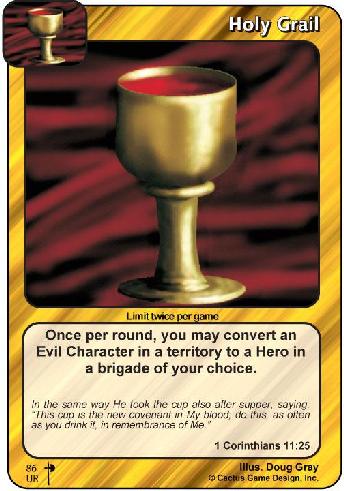 Holy Grail
Limit twice per game
Once per round, you may convert an
Evil Character in a territory to a Hero in
a brigade of your choice.
In the same way He took the cup also after supper, saying,
"This cup is the new covenant in My blood; do this, as often
as you drink it, in remembrance of Me."
1 Corinthians 11:25
86
UR
Illus. Doug Gray
© Cactus Game Design, Inc.